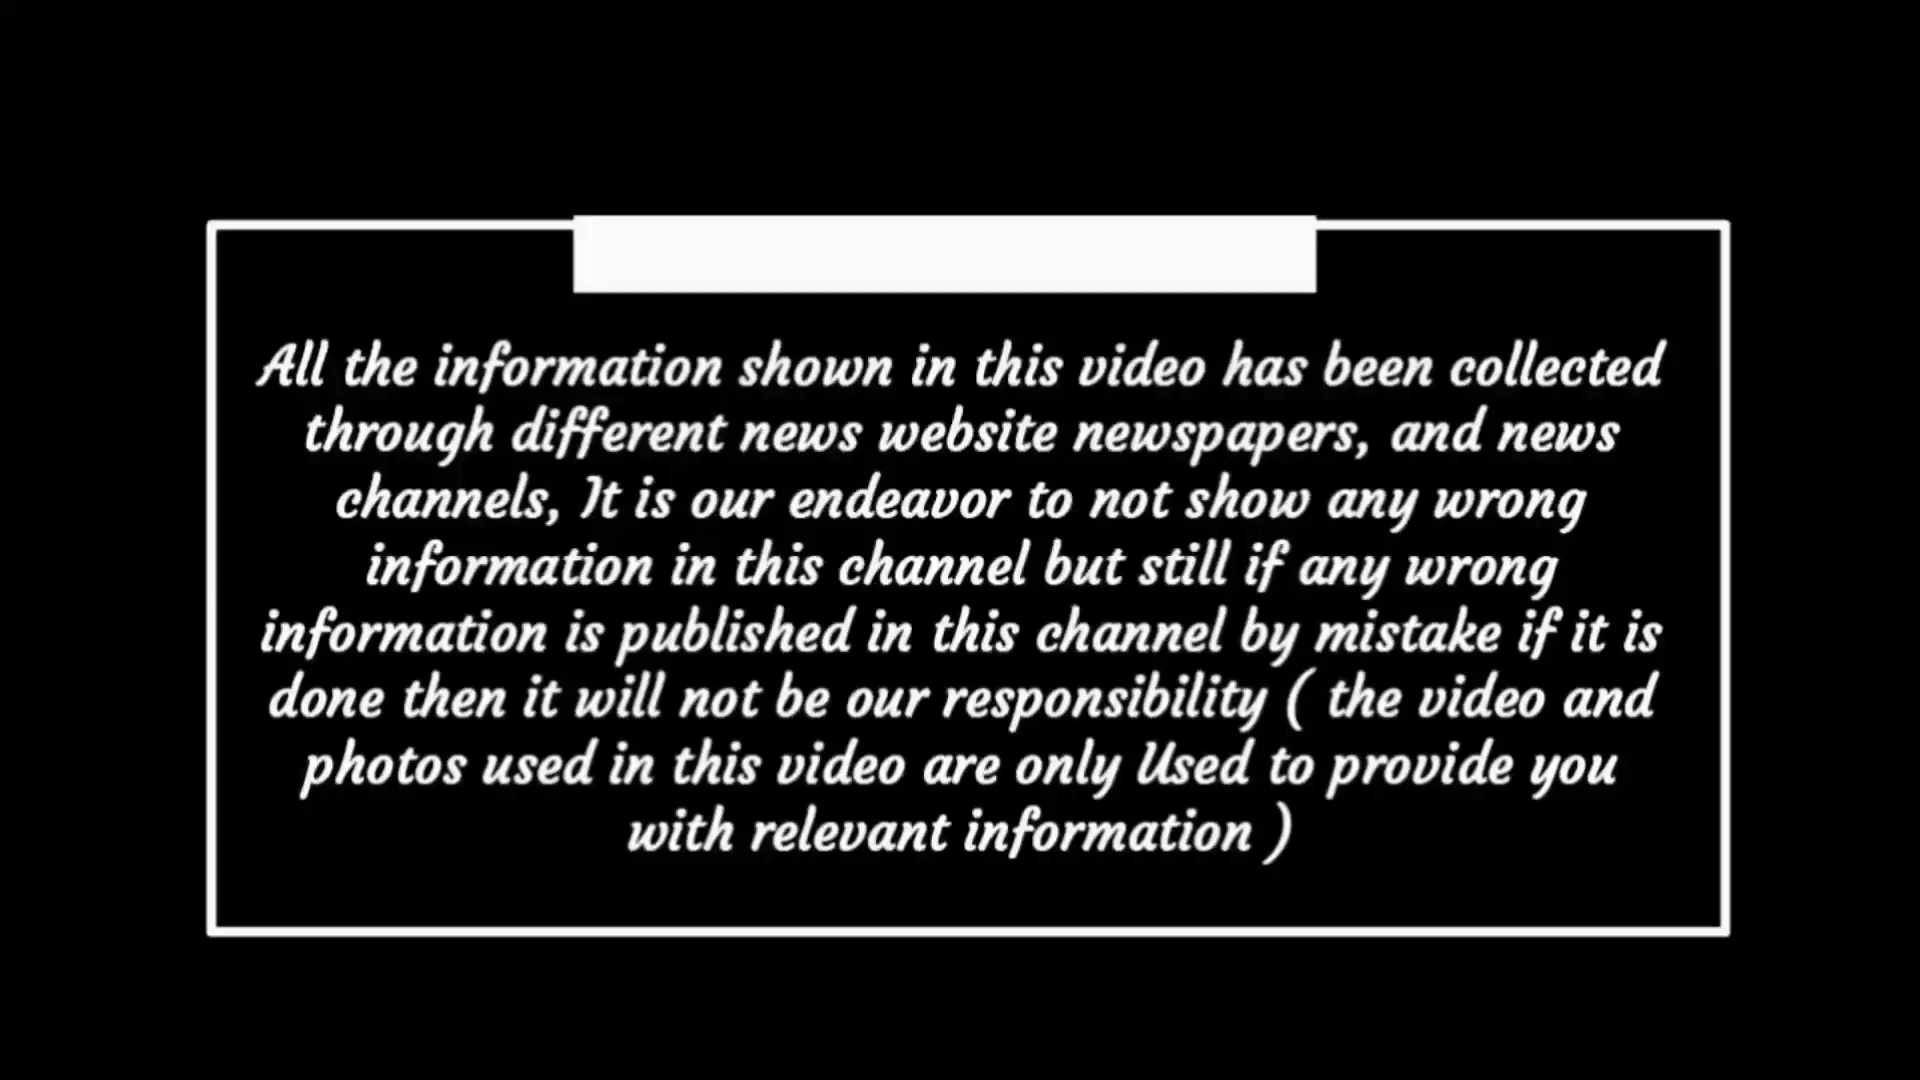 All the information shown in this video has been collected
through different news website newspapers, and news
channels, It is our endeavor to not show any wrong
information in this channel but still if any wrong
information is published in this channel by mistake if it is
done then it will not be our responsibility ( the video and
photos used in this video are only Used to provide you
with relevant information )